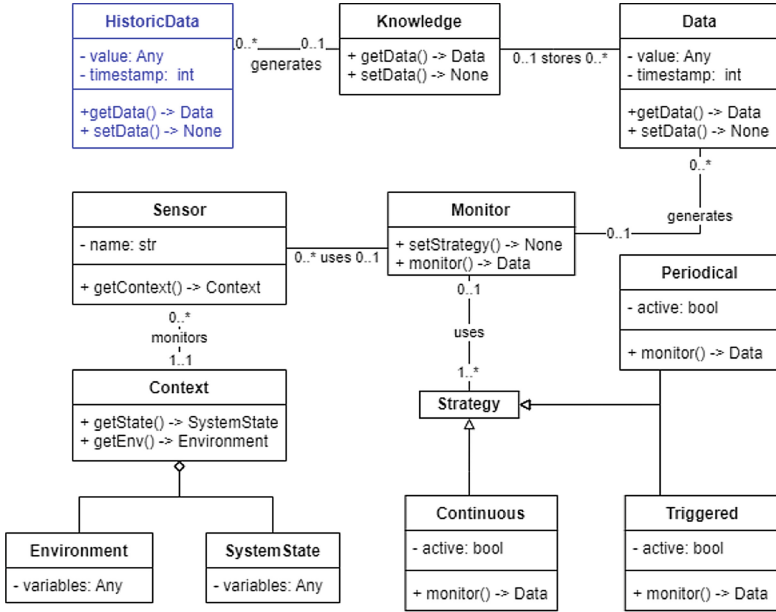 HistoricData
- value: Any
- timestamp: int
+getData() -> Data
+ setData() -> None
0..*
0..1
generates
Knowledge
+ getData() -> Data
+ setData() -> None
0..1 stores 0..*
Data
- value: Any
- timestamp: int
+getData() -> Data
+ setData() -> None
0..*
generates
0..1
Sensor
- name: str
+ getContext() -> Context
0..* uses 0..1
Monitor
+ setStrategy() -> None
+ monitor() -> Data
0..1
uses
1..*
Periodical
- active: bool
+ monitor() -> Data
0..*
monitors
1..1
Context
+ getState() -> SystemState
+ getEnv() -> Environment
Strategy
Environment
- variables: Any
SystemState
- variables: Any
Continuous
- active: bool
+ monitor() -> Data
Triggered
- active: bool
+ monitor() -> Data